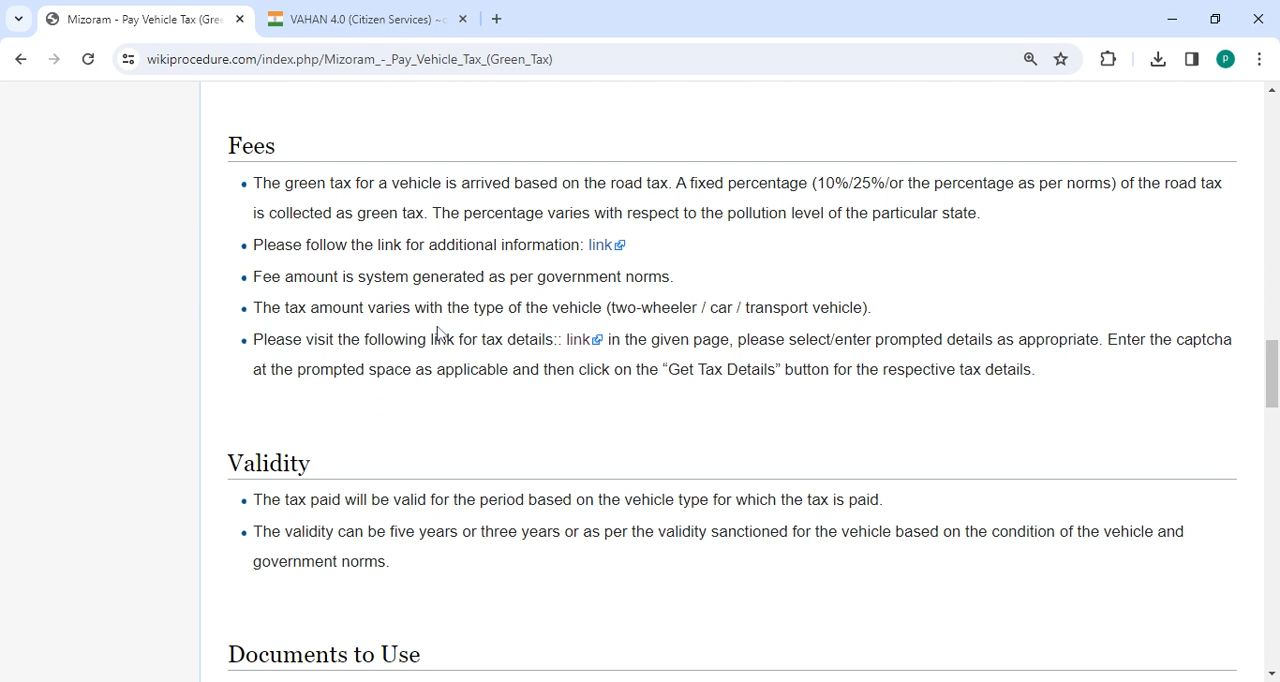 Mizoram - Pay Vehicle Tax (Gree
VAHAN 4.0 (Citizen Services) ~
wikiprocedure.com/index.php/Mizoram_-_Pay_Vehicle_Tax_(Green_Tax)
P
Fees
The green tax for a vehicle is arrived based on the road tax. A fixed percentage (10%/25%/or the percentage as per norms) of the road tax
is collected as green tax. The percentage varies with respect to the pollution level of the particular state.
Please follow the link for additional information: link
Fee amount is system generated as per government norms.
The tax amount varies with the type of the vehicle (two-wheeler / car / transport vehicle).
Please visit the following link for tax details:: link in the given page, please select/enter prompted details as appropriate. Enter the captcha
at the prompted space as applicable and then click on the “Get Tax Details” button for the respective tax details.
Validity
The tax paid will be valid for the period based on the vehicle type for which the tax is paid.
The validity can be five years or three years or as per the validity sanctioned for the vehicle based on the condition of the vehicle and
government norms.
Documents to Use